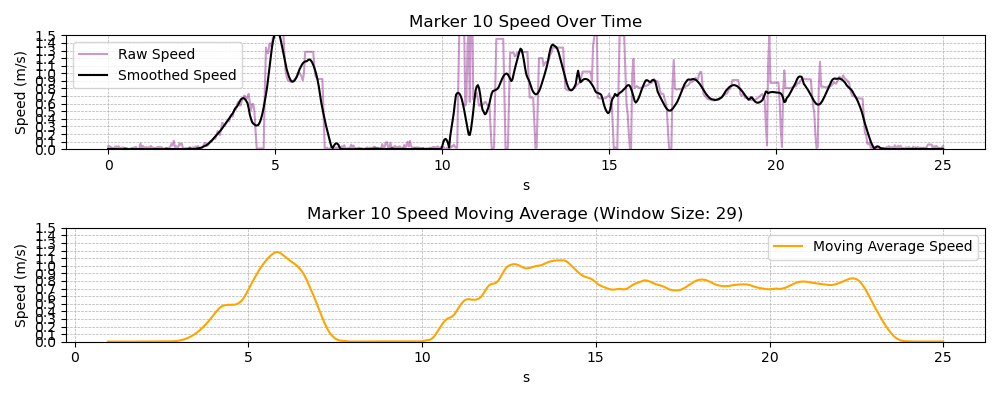 Marker 10 Speed Over Time
Speed (m/s)
1.5
1.4
1.3
1.2
1.1
1.0
0.9
0.8
0.7
0.6
0.5
0.4
0.3
0.2
0.1
0.0
Raw Speed
Smoothed Speed
0 5 10 15 20 25
s
Marker 10 Speed Moving Average (Window Size: 29)
Speed (m/s)
1.5
1.4
1.3
1.2
1.1
1.0
0.9
0.8
0.7
0.6
0.5
0.4
0.3
0.2
0.1
0.0
Moving Average Speed
0 5 10 15 20 25
s